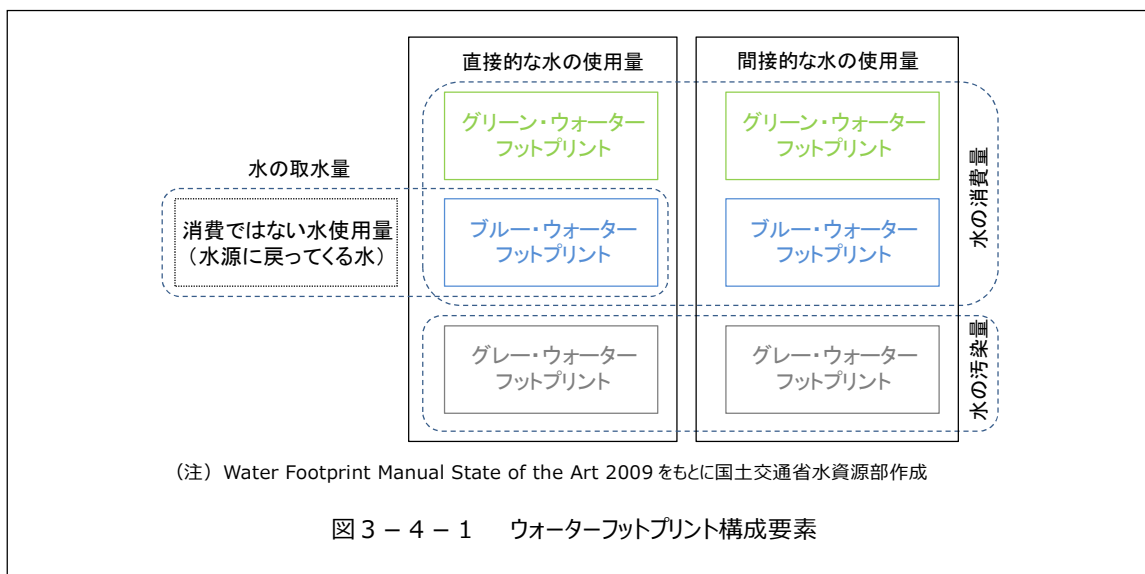 直接的な水の使用量
間接的な水の使用量
グリーン・ウォーター
フットプリント
グリーン・ウォーター
フットプリント
水の消費量
水の取水量
消費ではない水使用量
（水源に戻ってくる水）
ブルー・ウォーター
フットプリント
ブルー・ウォーター
フットプリント
グレー・ウォーター
フットプリント
グレー・ウォーター
フットプリント
水の汚染量
（注）Water Footprint Manual State of the Art 2009 をもとに国土交通省水資源部作成
図３－４－１　ウォーターフットプリント構成要素